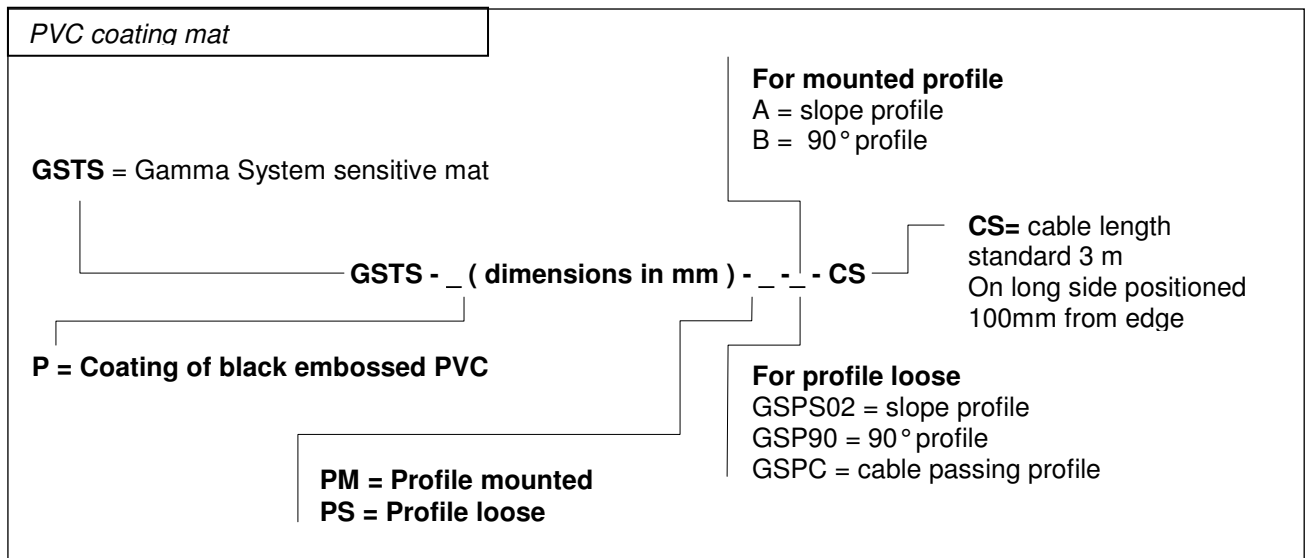 PVC coating mat
For mounted profile
A = slope profile
B = 90° profile
GSTS = Gamma System sensitive mat
CS= cable length
standard 3 m
On long side positioned
100mm from edge
GSTS - _ ( dimensions in mm ) - _ -_ - CS
P = Coating of black embossed PVC
For profile loose
GSPS02 = slope profile
GSP90 = 90° profile
GSPC = cable passing profile
PM = Profile mounted
PS = Profile loose